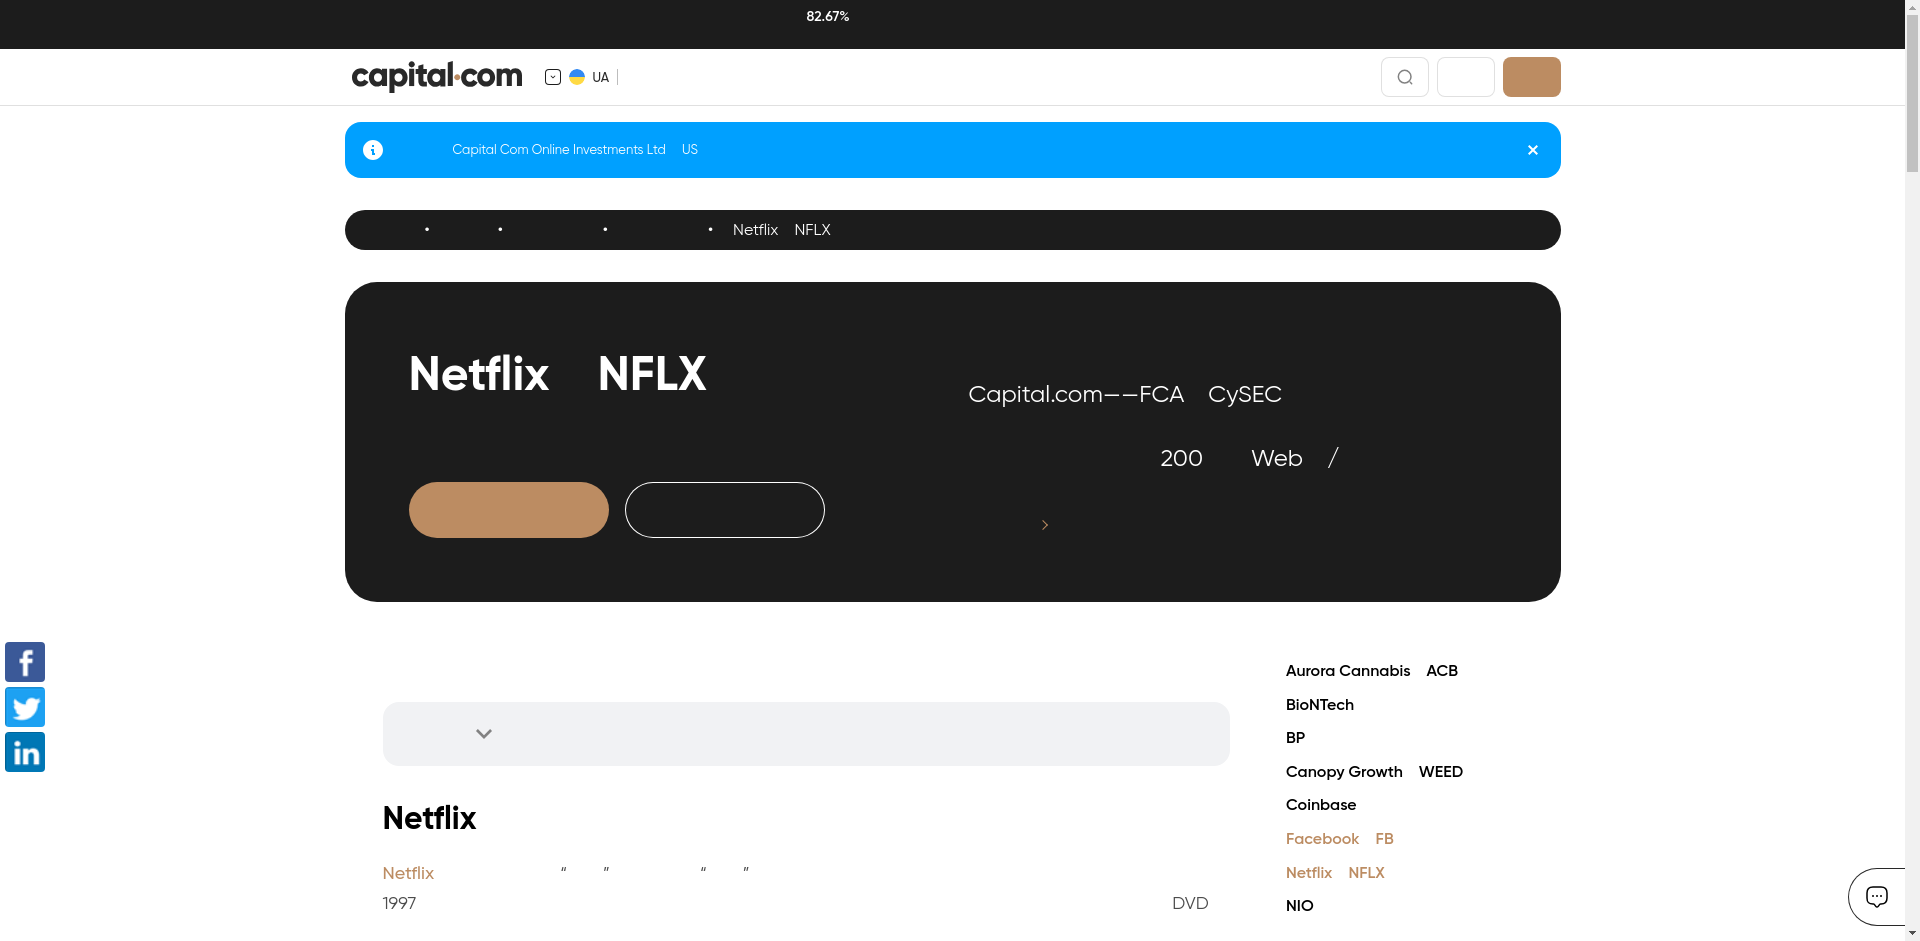 82.67%
capital.com
UA
Capital Com Online Investments Ltd US
• • • • Netflix NFLX
Netflix NFLX
Capital.com——FCA CySEC
200 Web /
Netflix
Netflix “ ” “ ”
1997 DVD
Aurora Cannabis ACB
BioNTech
BP
Canopy Growth WEED
Coinbase
Facebook FB
Netflix NFLX
NIO